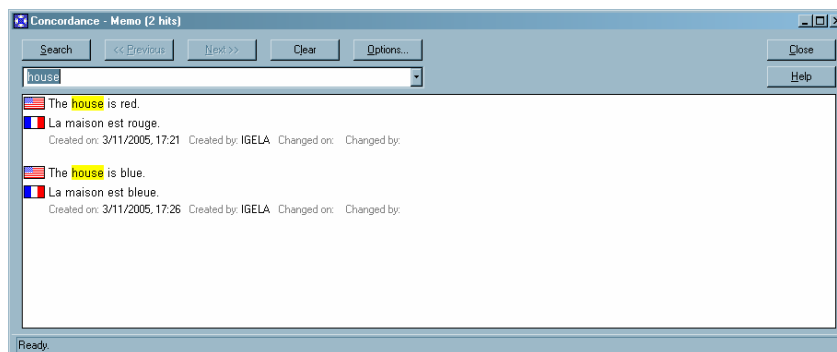 Concordance - Memo (2 hits)
Search << Previous Next >> Clear Options... Close
house Help
The house is red.
La maison est rouge.
Created on: 3/11/2005, 17:21 Created by: IGELA Changed on: Changed by:
The house is blue.
La maison est bleue.
Created on: 3/11/2005, 17:26 Created by: IGELA Changed on: Changed by:
Ready.